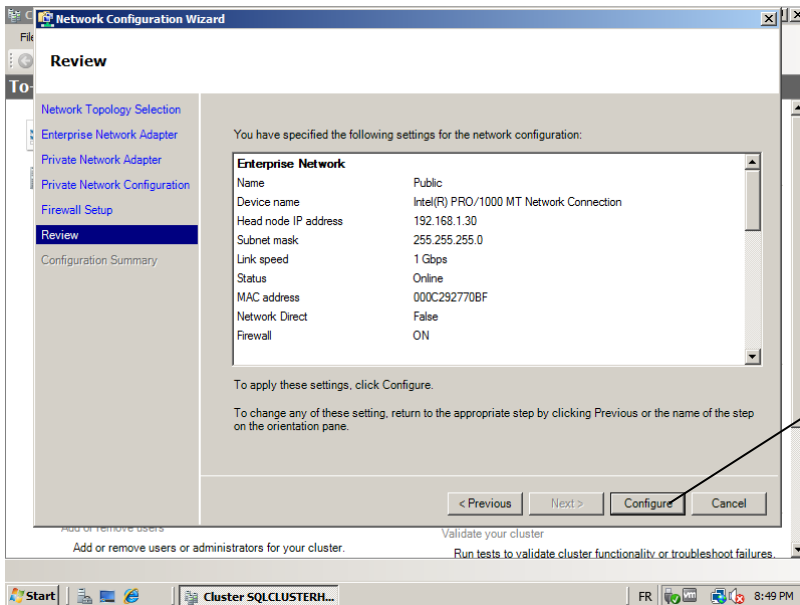 Network Configuration Wizard
File
Review
To-
Network Topology Selection
Enterprise Network Adapter
Private Network Adapter
Private Network Configuration
Firewall Setup
Review
Configuration Summary
You have specified the following settings for the network configuration:
Enterprise Network
Name Public
Device name Intel(R) PRO/1000 MT Network Connection
Head node IP address 192.168.1.30
Subnet mask 255.255.255.0
Link speed 1 Gbps
Status Online
MAC address 000C292770BF
Network Direct False
Firewall ON
To apply these settings, click Configure.
To change any of these setting, return to the appropriate step by clicking Previous or the name of the step
on the orientation pane.
< Previous Next > Configure Cancel
Add or remove users
Add or remove users or administrators for your cluster.
Validate your cluster
Run tests to validate cluster functionality or troubleshoot failures.
Start Cluster SQLCLUSTERH... FR 8:49 PM